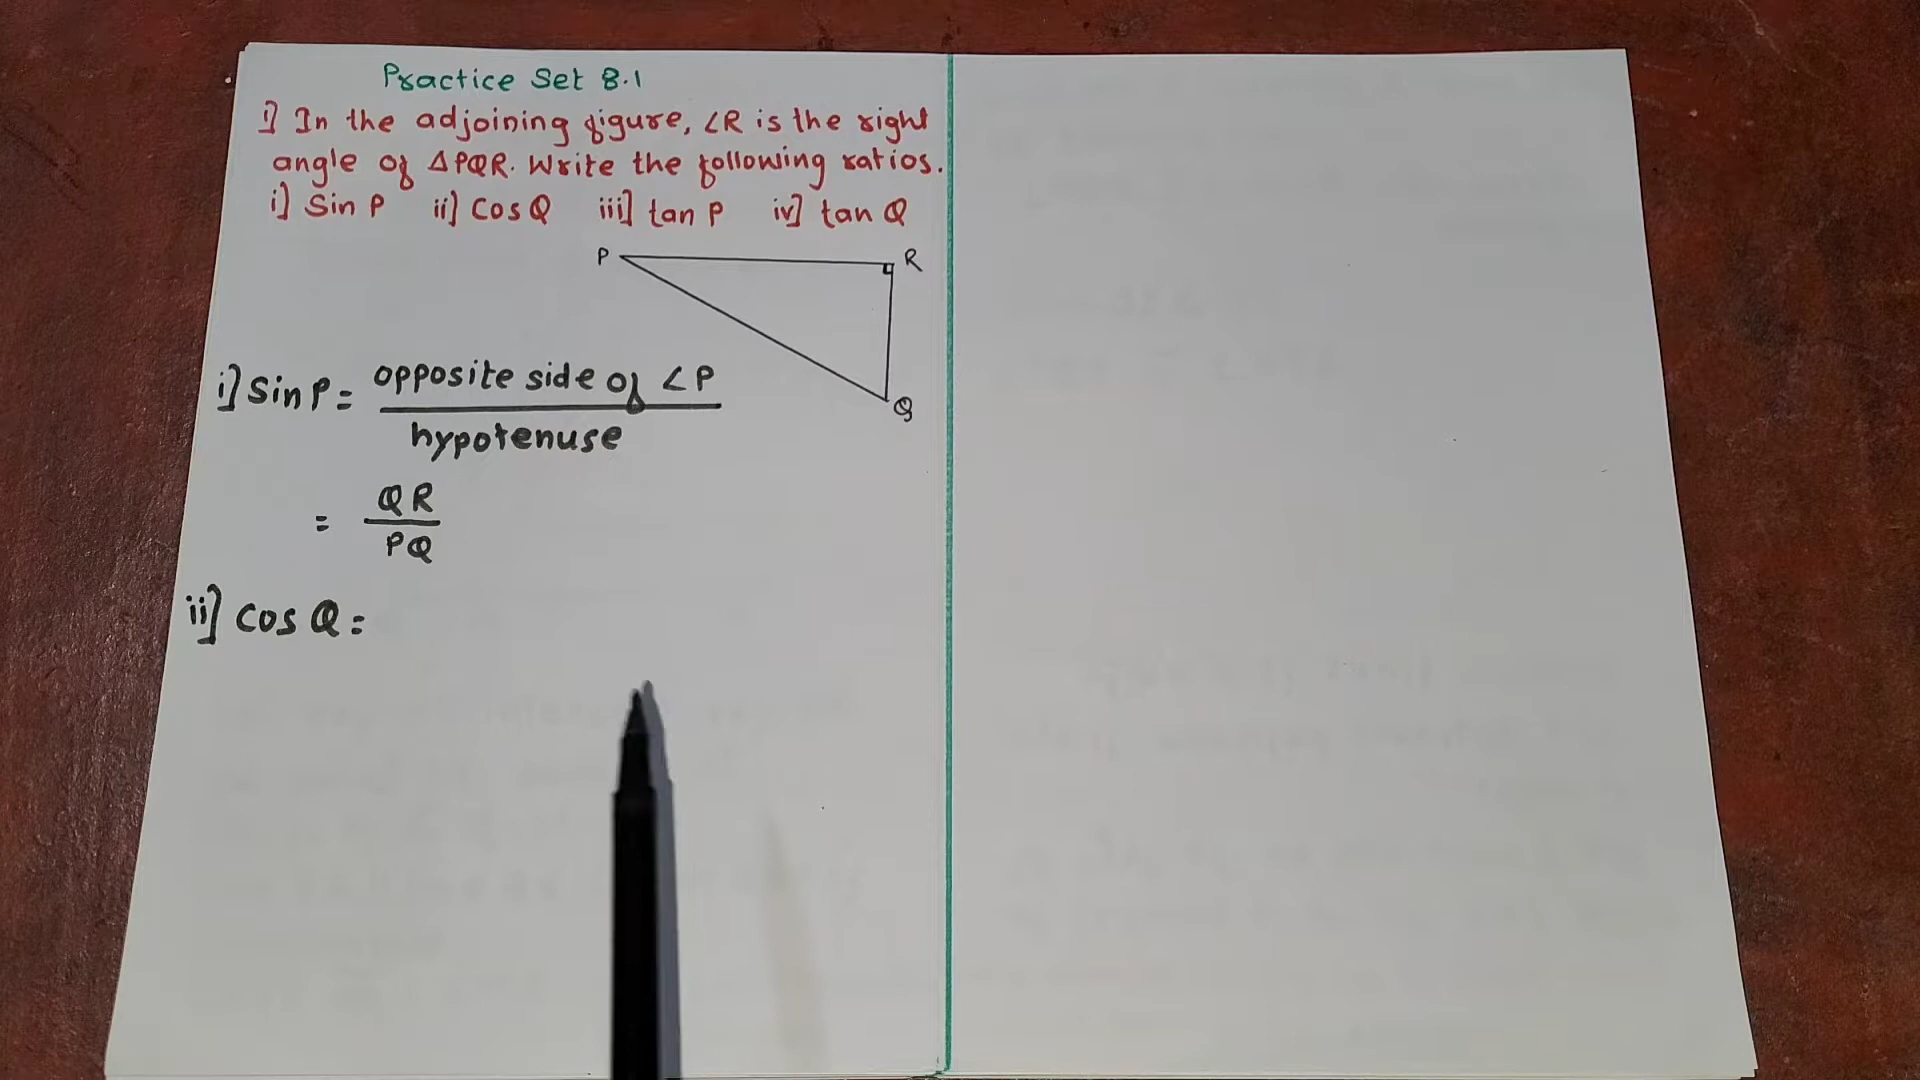 Practice Set 8.1
1] In the adjoining figure, ∠R is the right
angle of △PQR. Write the following ratios.
i] Sin P ii] Cos Q iii] tan P iv] tan Q
P R
Q
i] Sin P = opposite side of ∠P
hypotenuse
= QR
PQ
ii] Cos Q =